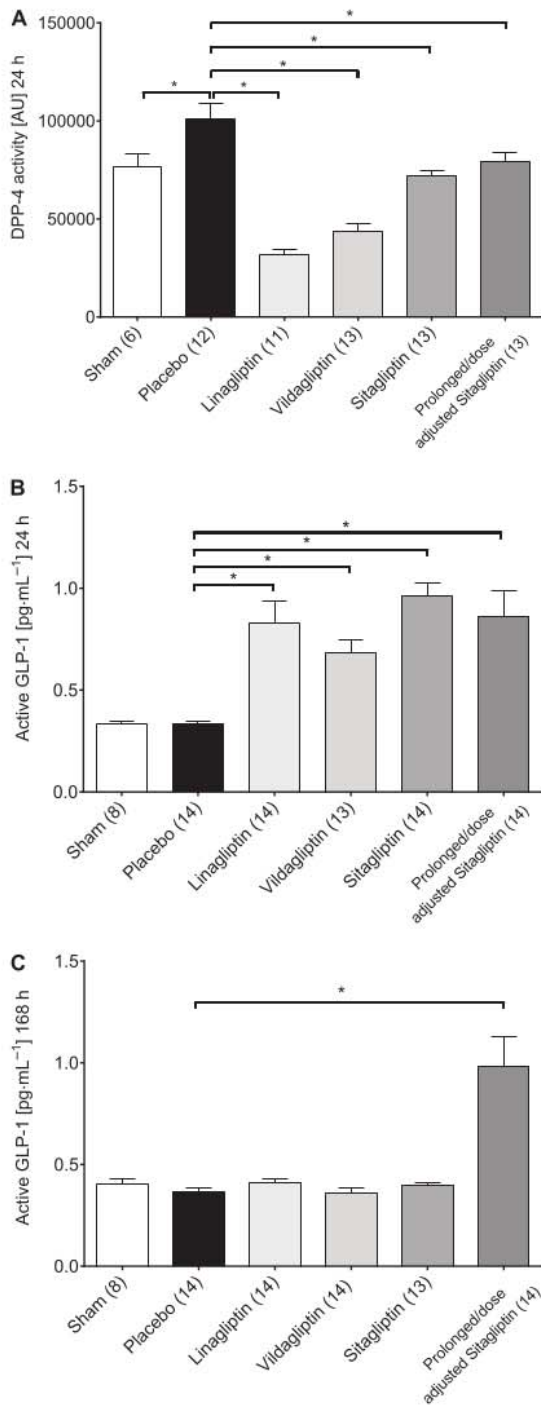 A
DPP-4 activity [AU] 24 h
150000
100000
50000
0
*
*
*
*
*
Sham (6)
Placebo (12)
Linagliptin (11)
Vildagliptin (13)
Sitagliptin (13)
Prolonged/dose
adjusted Sitagliptin (13)
B
Active GLP-1 [pg·mL⁻¹] 24 h
1.5
1.0
0.5
0.0
*
*
*
*
Sham (8)
Placebo (14)
Linagliptin (14)
Vildagliptin (13)
Sitagliptin (14)
Prolonged/dose
adjusted Sitagliptin (14)
C
Active GLP-1 [pg·mL⁻¹] 168 h
1.5
1.0
0.5
0.0
*
Sham (8)
Placebo (14)
Linagliptin (14)
Vildagliptin (14)
Sitagliptin (13)
Prolonged/dose
adjusted Sitagliptin (14)